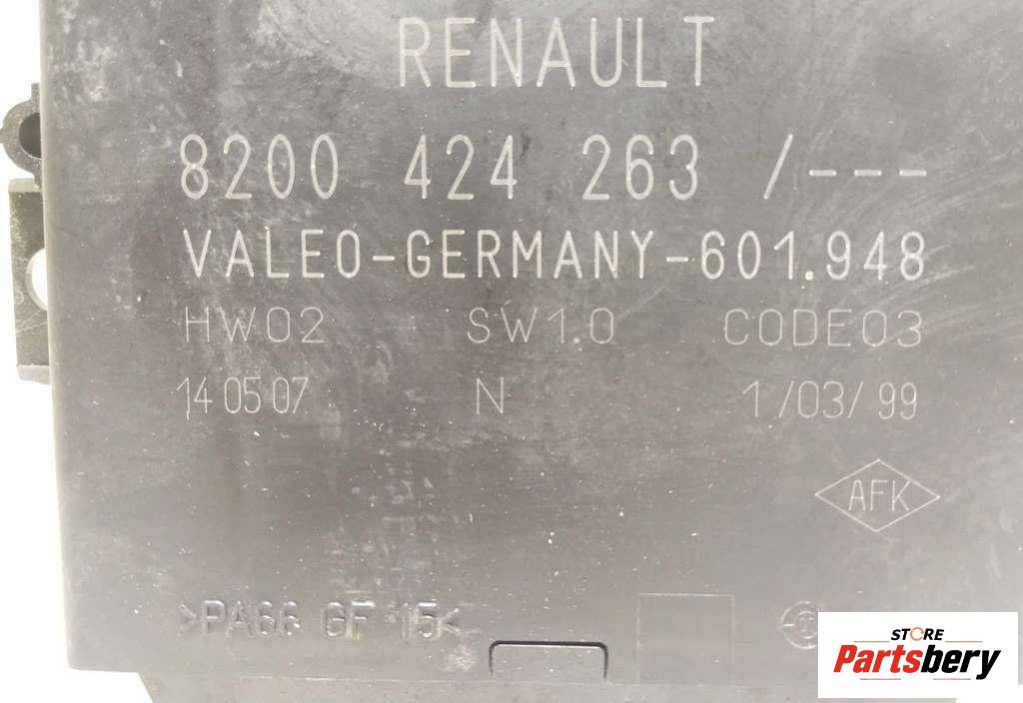 RENAULT
8200 424 263 /---
VALEO-GERMANY-601.948
HW02 SW1.0 CODE03
14 05 07 N 1/03/99
AFK
>PA66 GF 15<
STORE
Partsbery